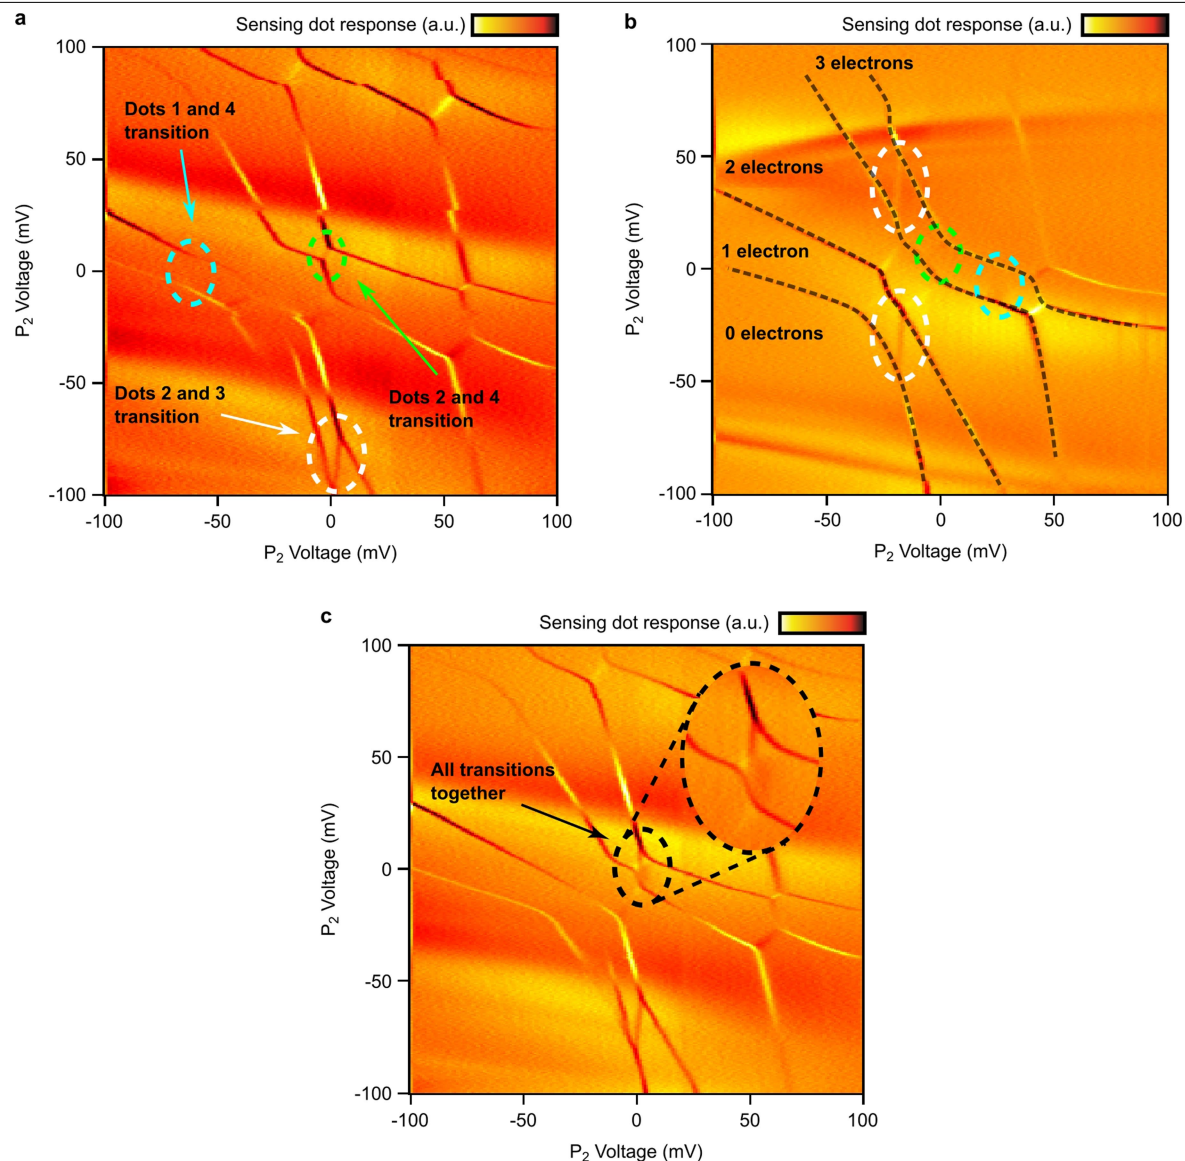 a
Sensing dot response (a.u.)
100
50
0
-50
-100
P2 Voltage (mV)
Dots 1 and 4
transition
Dots 2 and 3
transition
Dots 2 and 4
transition
-100 -50 0 50 100
P2 Voltage (mV)
b
Sensing dot response (a.u.)
100
50
0
-50
-100
P2 Voltage (mV)
3 electrons
2 electrons
1 electron
0 electrons
-100 -50 0 50 100
P2 Voltage (mV)
c
Sensing dot response (a.u.)
100
50
0
-50
-100
P2 Voltage (mV)
All transitions
together
-100 -50 0 50 100
P2 Voltage (mV)